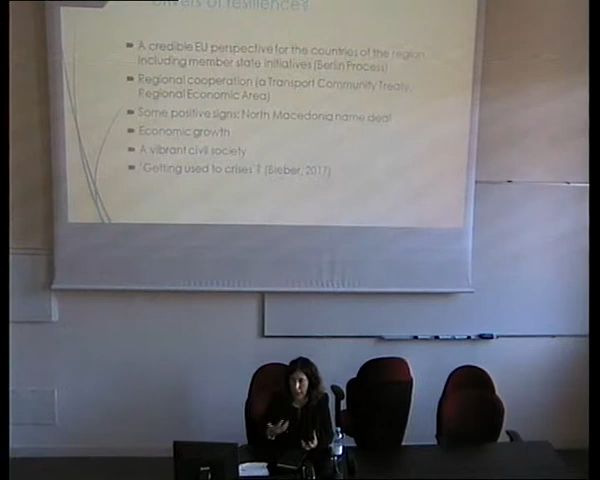 Drivers of resilience?
A credible EU perspective for the countries of the region,
including member state initiatives (Berlin Process)
Regional cooperation (a Transport Community Treaty,
Regional Economic Area)
Some positive signs: North Macedonia name deal
Economic growth
A vibrant civil society
'Getting used to crises'? (Bieber, 2017)